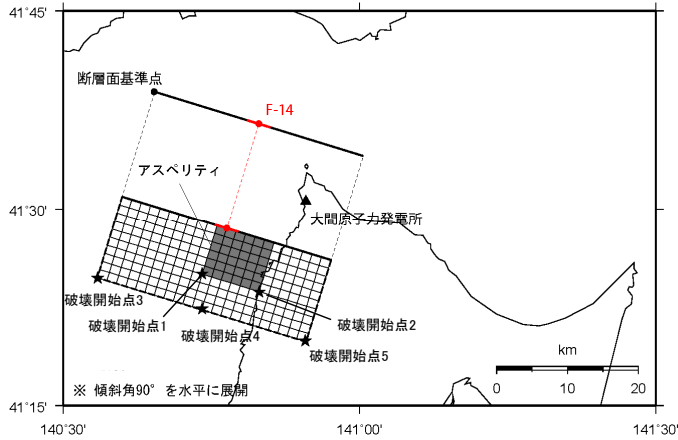 41°45'
断層面基準点
F-14
アスペリティ
41°30'
大間原子力発電所
破壊開始点3
破壊開始点1
破壊開始点4
破壊開始点2
破壊開始点5
km
0 10 20
※ 傾斜角90° を水平に展開
41°15'
140°30' 141°00' 141°30'